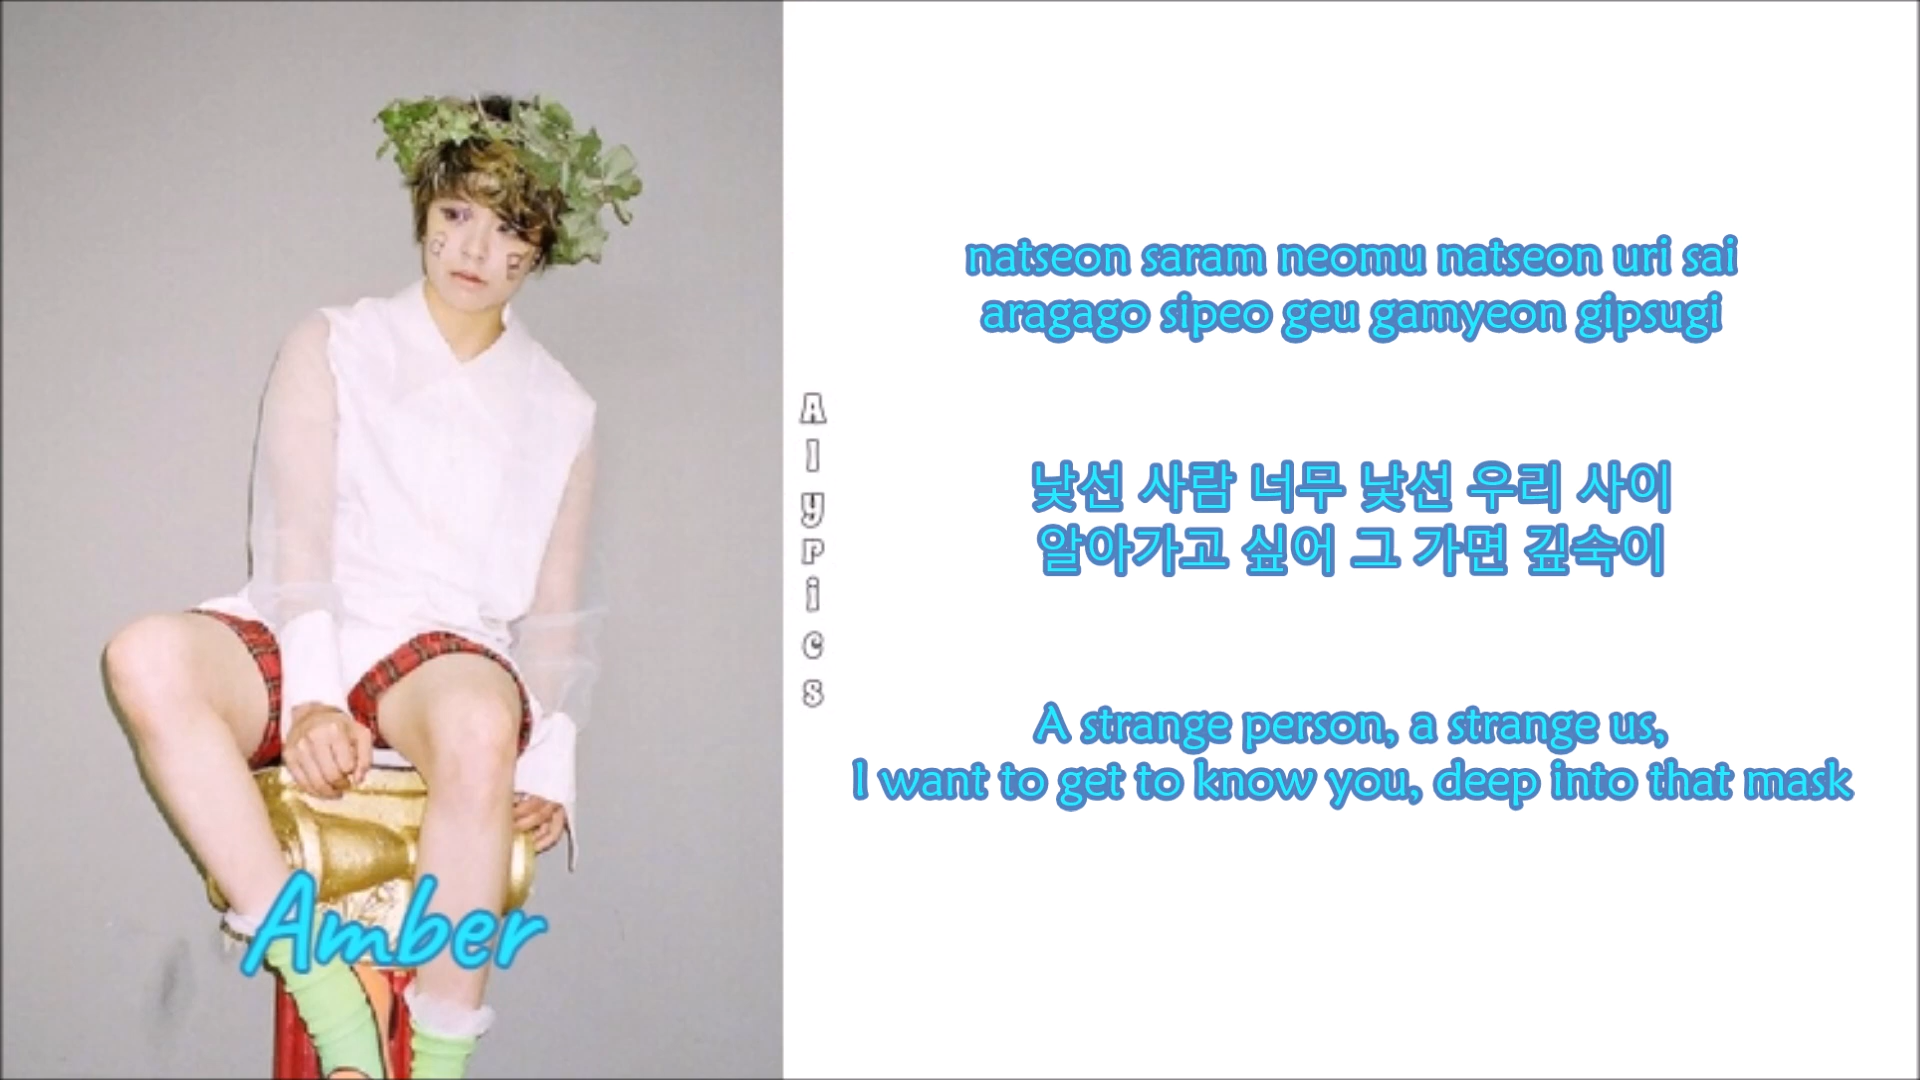 Amber
Alypics
natseon saram neomu natseon uri sai
aragago sipeo geu gamyeon gipsugi
낯선 사람 너무 낯선 우리 사이
알아가고 싶어 그 가면 깊숙이
A strange person, a strange us,
I want to get to know you, deep into that mask